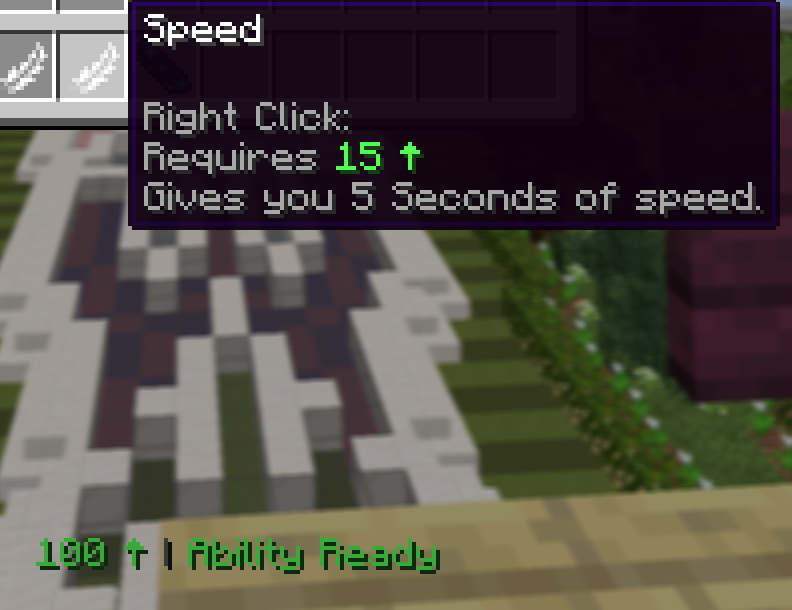 Speed
Right Click:
Requires 15 ↑
Gives you 5 Seconds of speed.
100 ↑ | Ability Ready